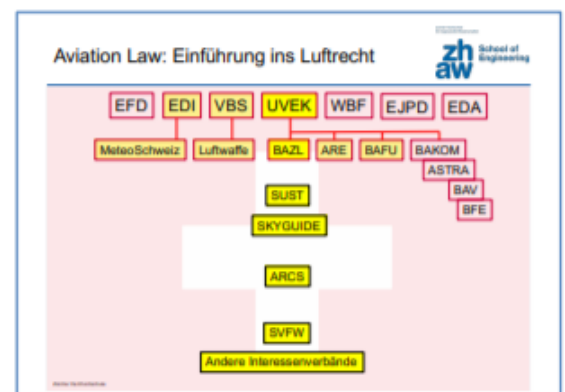 Aviation Law: Einführung ins Luftrecht
zh
aw
School of
Engineering
EFD EDI VBS UVEK WBF EJPD EDA
MeteoSchweiz Luftwaffe BAZL ARE BAFU BAKOM
ASTRA
BAV
BFE
SUST
SKYGUIDE
ARCS
SVFW
Andere Interessenverbände